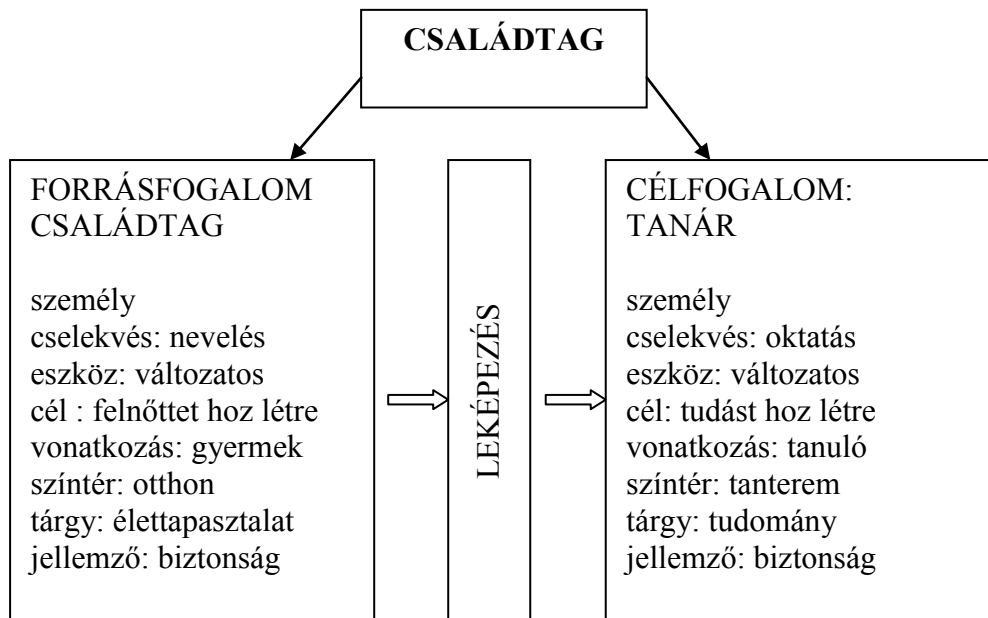 CSALÁDTAG
FORRÁSFOGALOM
CSALÁDTAG
személy
cselekvés: nevelés
eszköz: változatos
cél : felnőttet hoz létre
vonatkozás: gyermek
színtér: otthon
tárgy: élettapasztalat
jellemző: biztonság
LEKÉPEZÉS
CÉLFOGALOM:
TANÁR
személy
cselekvés: oktatás
eszköz: változatos
cél: tudást hoz létre
vonatkozás: tanuló
színtér: tanterem
tárgy: tudomány
jellemző: biztonság